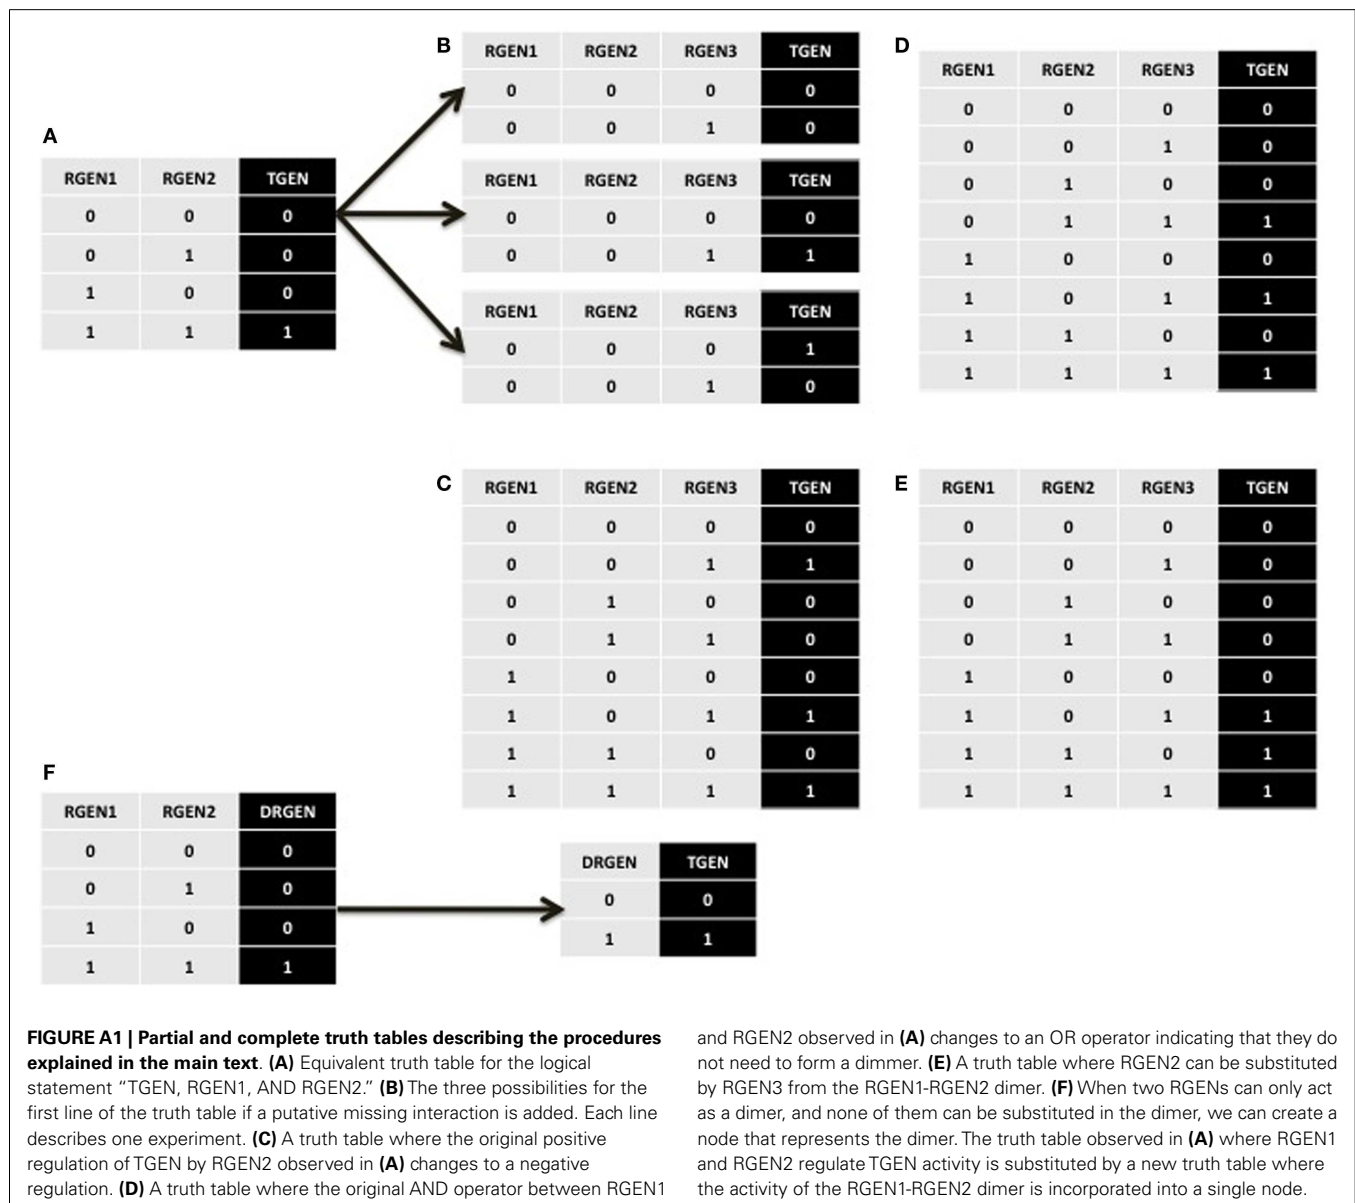 A
RGEN1 RGEN2 TGEN
0 0 0
0 1 0
1 0 0
1 1 1
B
RGEN1 RGEN2 RGEN3 TGEN
0 0 0 0
0 0 1 0
RGEN1 RGEN2 RGEN3 TGEN
0 0 0 0
0 0 1 1
RGEN1 RGEN2 RGEN3 TGEN
0 0 0 1
0 0 1 0
D
RGEN1 RGEN2 RGEN3 TGEN
0 0 0 0
0 0 1 0
0 1 0 0
0 1 1 1
1 0 0 0
1 0 1 1
1 1 0 0
1 1 1 1
C
RGEN1 RGEN2 RGEN3 TGEN
0 0 0 0
0 0 1 1
0 1 0 0
0 1 1 0
1 0 0 0
1 0 1 1
1 1 0 0
1 1 1 1
E
RGEN1 RGEN2 RGEN3 TGEN
0 0 0 0
0 0 1 0
0 1 0 0
0 1 1 0
1 0 0 0
1 0 1 1
1 1 0 1
1 1 1 1
F
RGEN1 RGEN2 DRGEN
0 0 0
0 1 0
1 0 0
1 1 1
DRGEN TGEN
0 0
1 1
FIGURE A1 | Partial and complete truth tables describing the procedures
explained in the main text. (A) Equivalent truth table for the logical
statement “TGEN, RGEN1, AND RGEN2.” (B) The three possibilities for the
first line of the truth table if a putative missing interaction is added. Each line
describes one experiment. (C) A truth table where the original positive
regulation of TGEN by RGEN2 observed in (A) changes to a negative
regulation. (D) A truth table where the original AND operator between RGEN1
and RGEN2 observed in (A) changes to an OR operator indicating that they do
not need to form a dimmer. (E) A truth table where RGEN2 can be substituted
by RGEN3 from the RGEN1-RGEN2 dimer. (F) When two RGENs can only act
as a dimer, and none of them can be substituted in the dimer, we can create a
node that represents the dimer. The truth table observed in (A) where RGEN1
and RGEN2 regulate TGEN activity is substituted by a new truth table where
the activity of the RGEN1-RGEN2 dimer is incorporated into a single node.